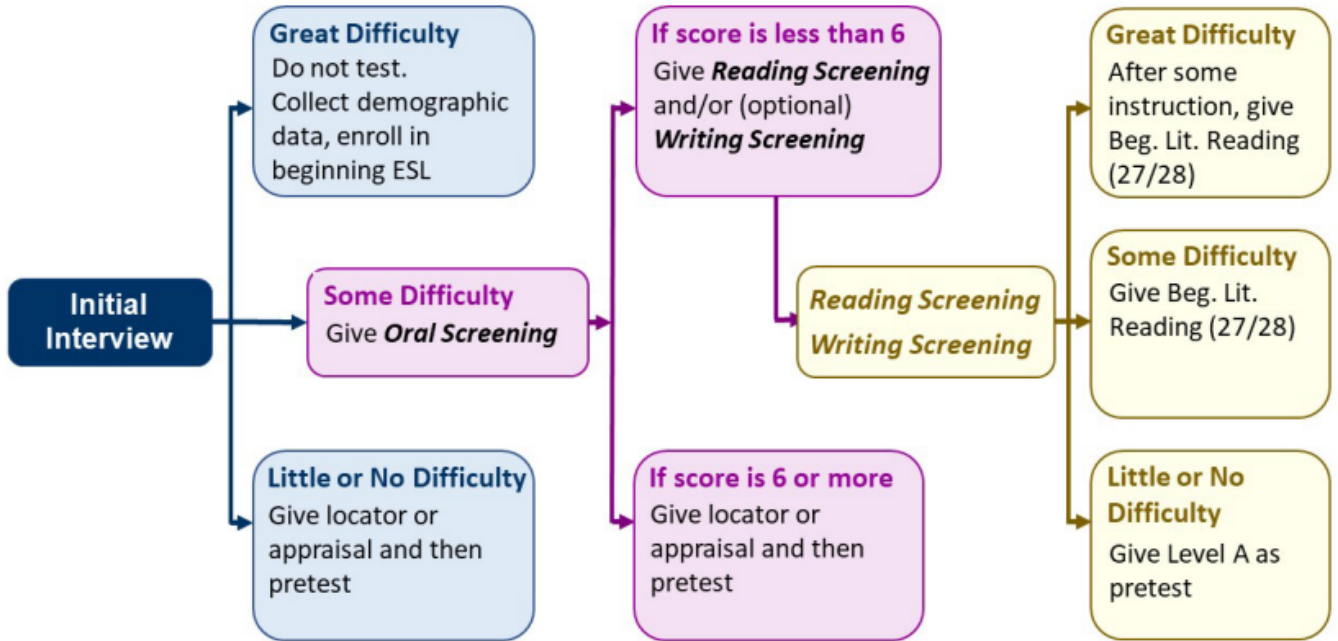 Initial
Interview
Great Difficulty
Do not test.
Collect demographic
data, enroll in
beginning ESL
Some Difficulty
Give Oral Screening
Little or No Difficulty
Give locator or
appraisal and then
pretest
If score is less than 6
Give Reading Screening
and/or (optional)
Writing Screening
If score is 6 or more
Give locator or
appraisal and then
pretest
Reading Screening
Writing Screening
Great Difficulty
After some
instruction, give
Beg. Lit. Reading
(27/28)
Some Difficulty
Give Beg. Lit.
Reading (27/28)
Little or No
Difficulty
Give Level A as
pretest